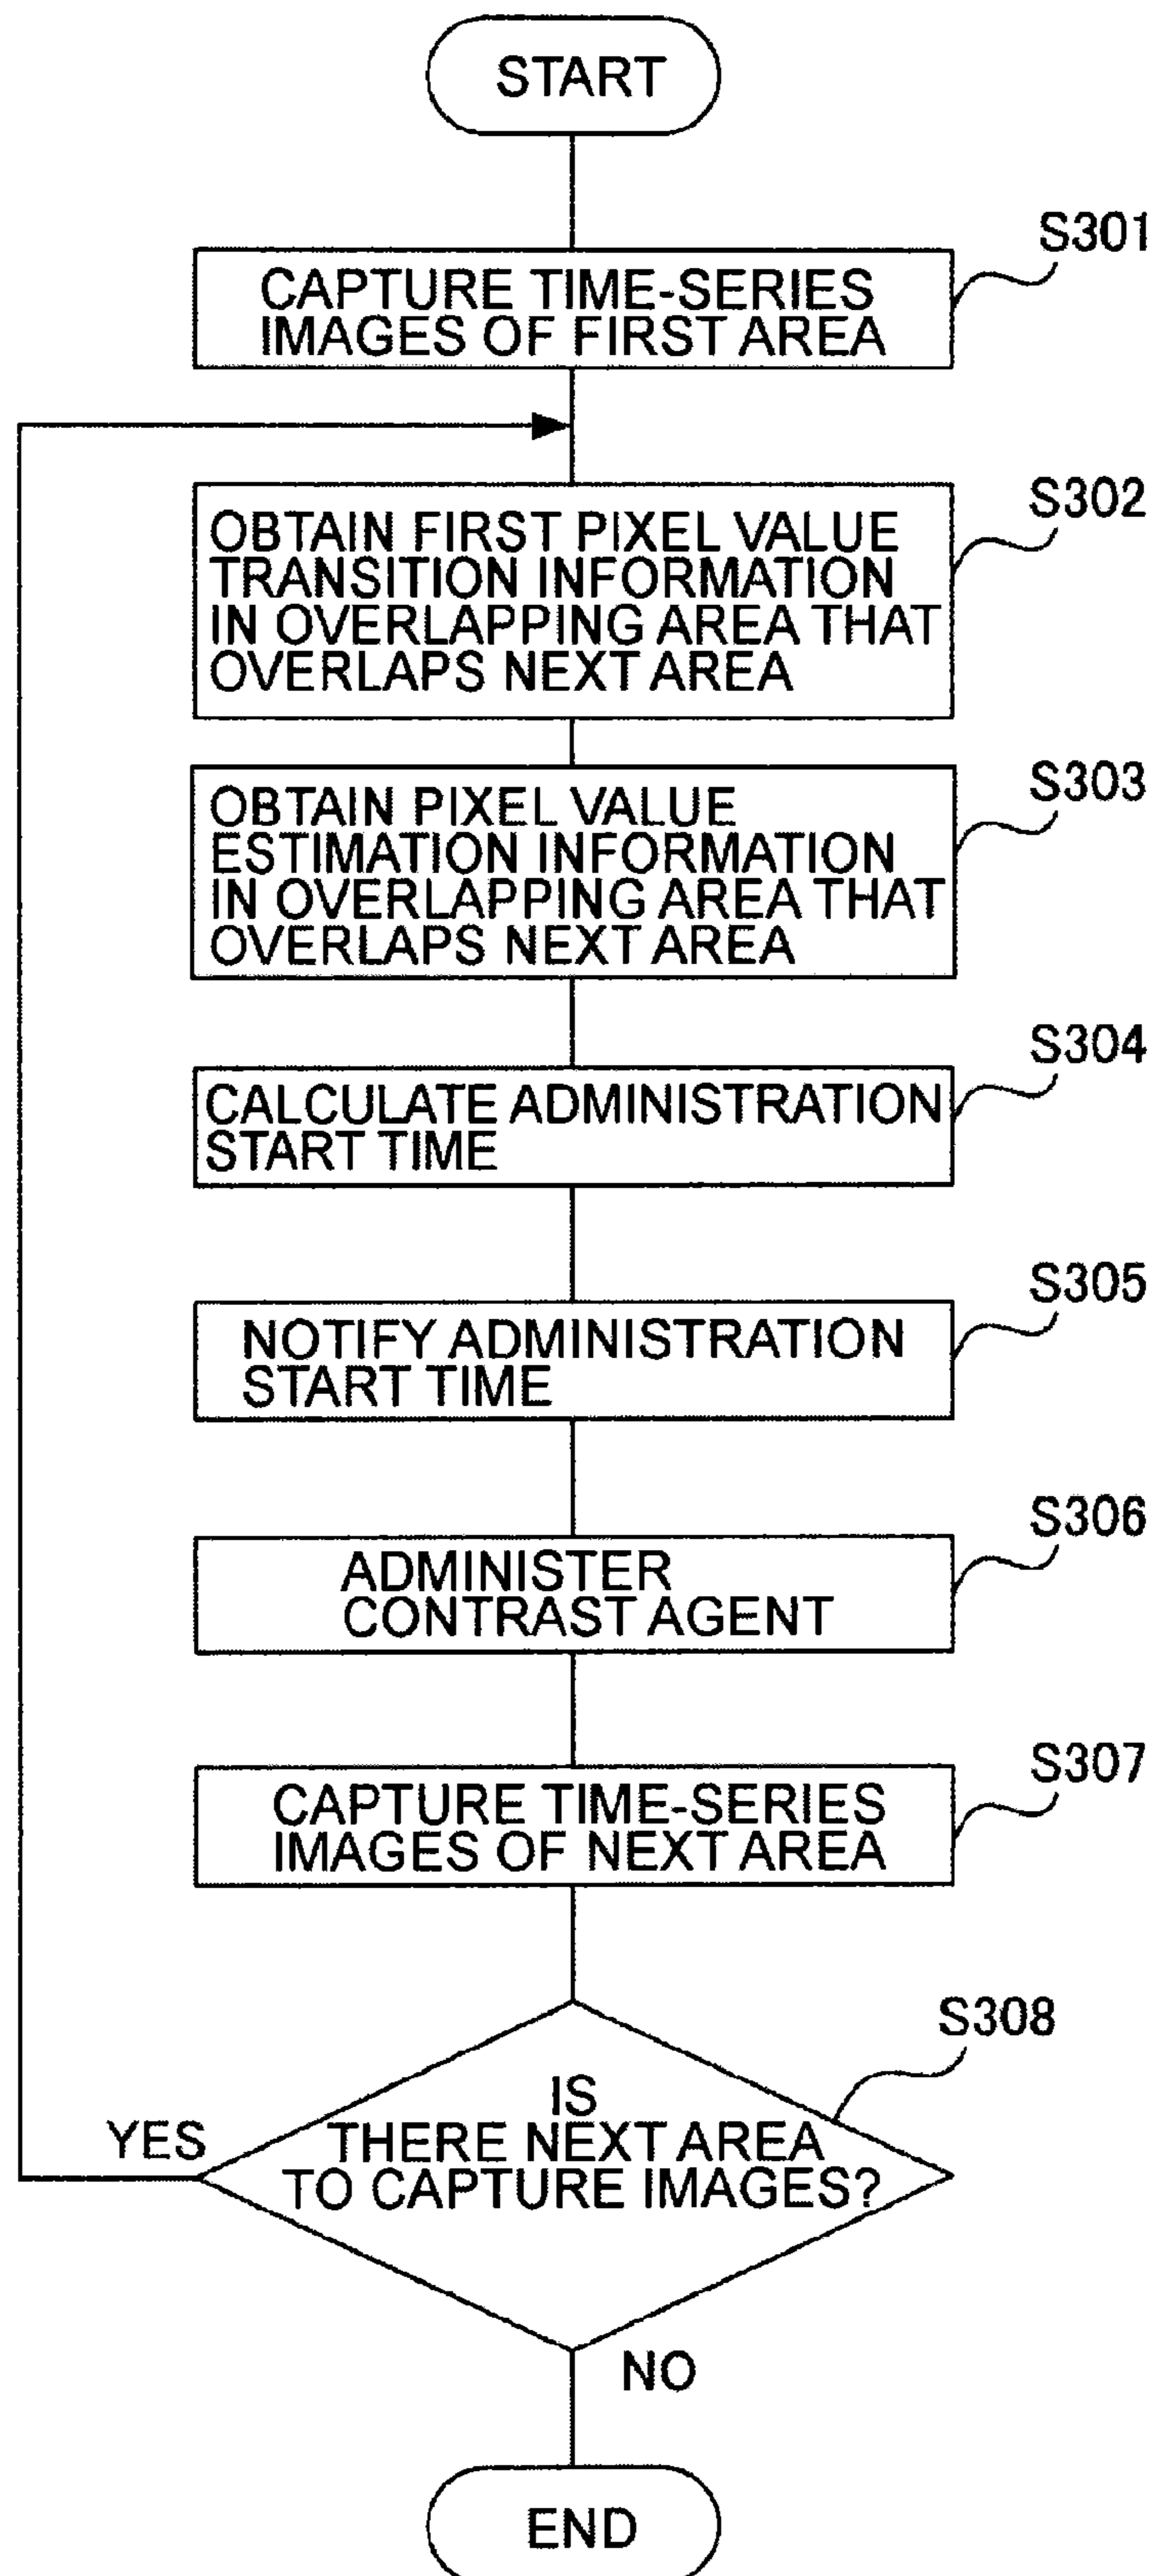 START
S301
CAPTURE TIME-SERIES
IMAGES OF FIRST AREA
S302
OBTAIN FIRST PIXEL VALUE
TRANSITION INFORMATION
IN OVERLAPPING AREA THAT
OVERLAPS NEXT AREA
S303
OBTAIN PIXEL VALUE
ESTIMATION INFORMATION
IN OVERLAPPING AREA THAT
OVERLAPS NEXT AREA
S304
CALCULATE ADMINISTRATION
START TIME
S305
NOTIFY ADMINISTRATION
START TIME
S306
ADMINISTER
CONTRAST AGENT
S307
CAPTURE TIME-SERIES
IMAGES OF NEXT AREA
S308
IS
THERE NEXT AREA
TO CAPTURE IMAGES?
YES
NO
END